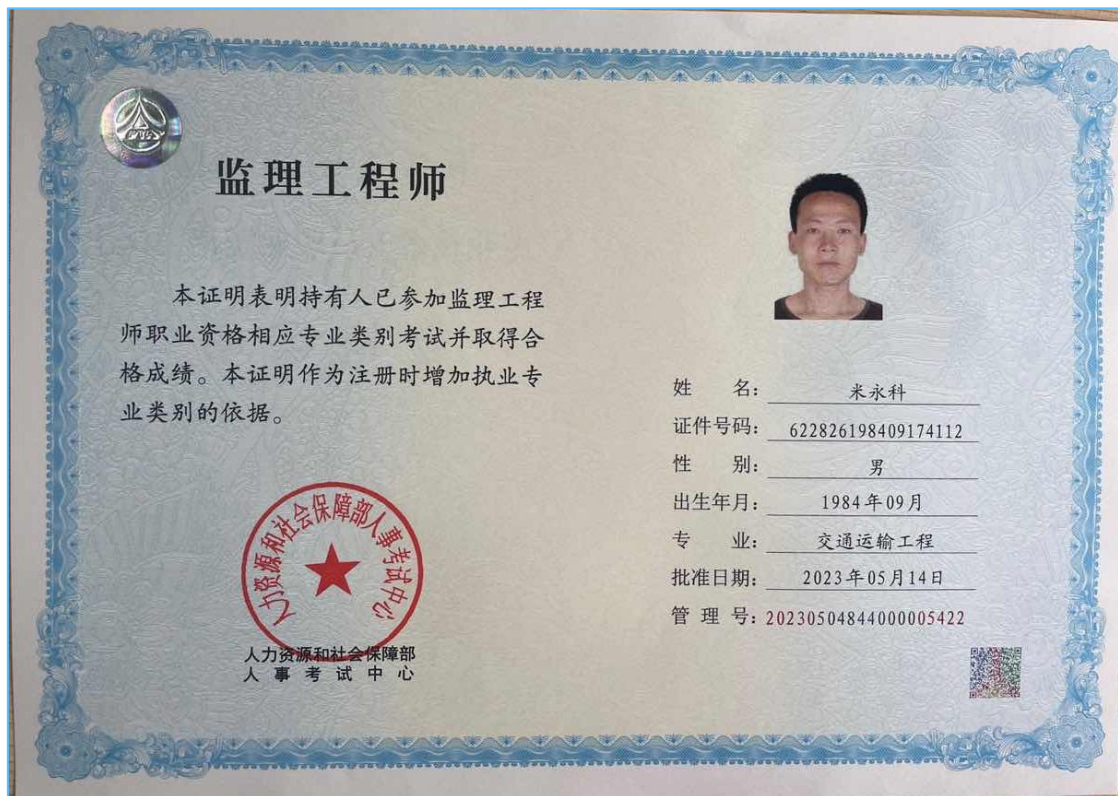 监理工程师
本证明表明持有人已参加监理工程
师职业资格相应专业类别考试并取得合
格成绩。本证明作为注册时增加执业专
业类别的依据。
人力资源和社会保障部人事考试中心
人力资源和社会保障部
人事考试中心
姓 名: 米永科
证件号码: 622826198409174112
性 别: 男
出生年月: 1984年09月
专 业: 交通运输工程
批准日期: 2023年05月14日
管 理 号: 20230504844000005422